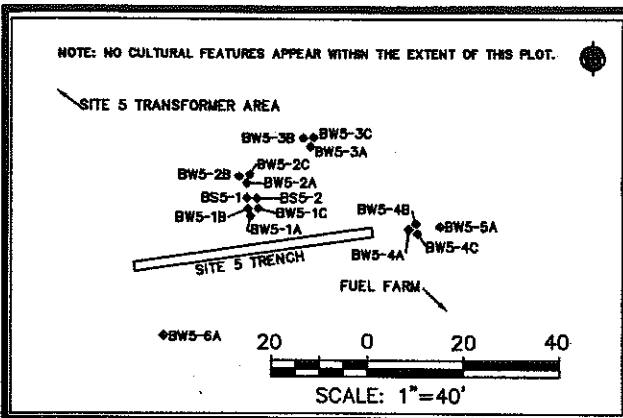 NOTE: NO CULTURAL FEATURES APPEAR WITHIN THE EXTENT OF THIS PLOT.
SITE 5 TRANSFORMER AREA
BW5-3B
BW5-3C
BW5-3A
BW5-2C
BW5-2B
BW5-2A
BS5-1
BS5-2
BW5-1B
BW5-1C
BW5-1A
BW5-4B
BW5-5A
BW5-4A
BW5-4C
SITE 5 TRENCH
FUEL FARM
BW5-6A
20 0 20 40
SCALE: 1"=40'